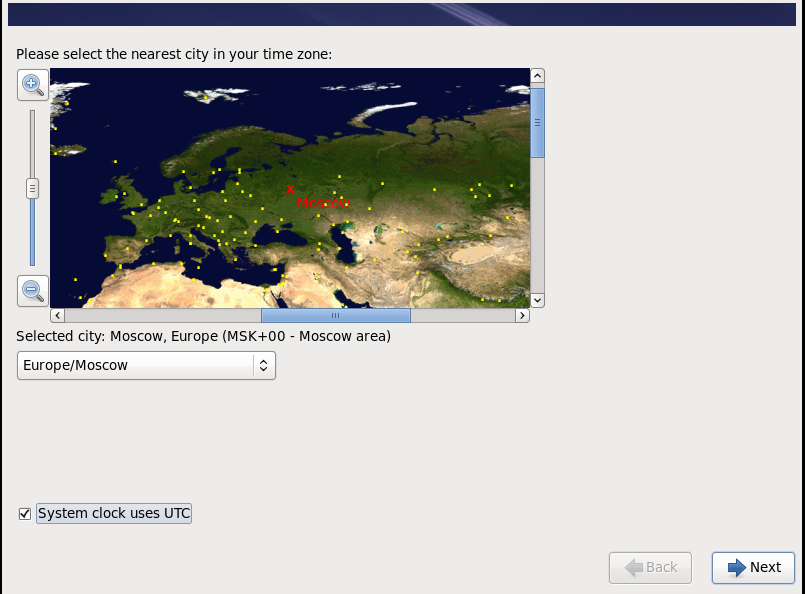 Please select the nearest city in your time zone:
Moscow
Selected city: Moscow, Europe (MSK+00 - Moscow area)
Europe/Moscow
System clock uses UTC
Back
Next